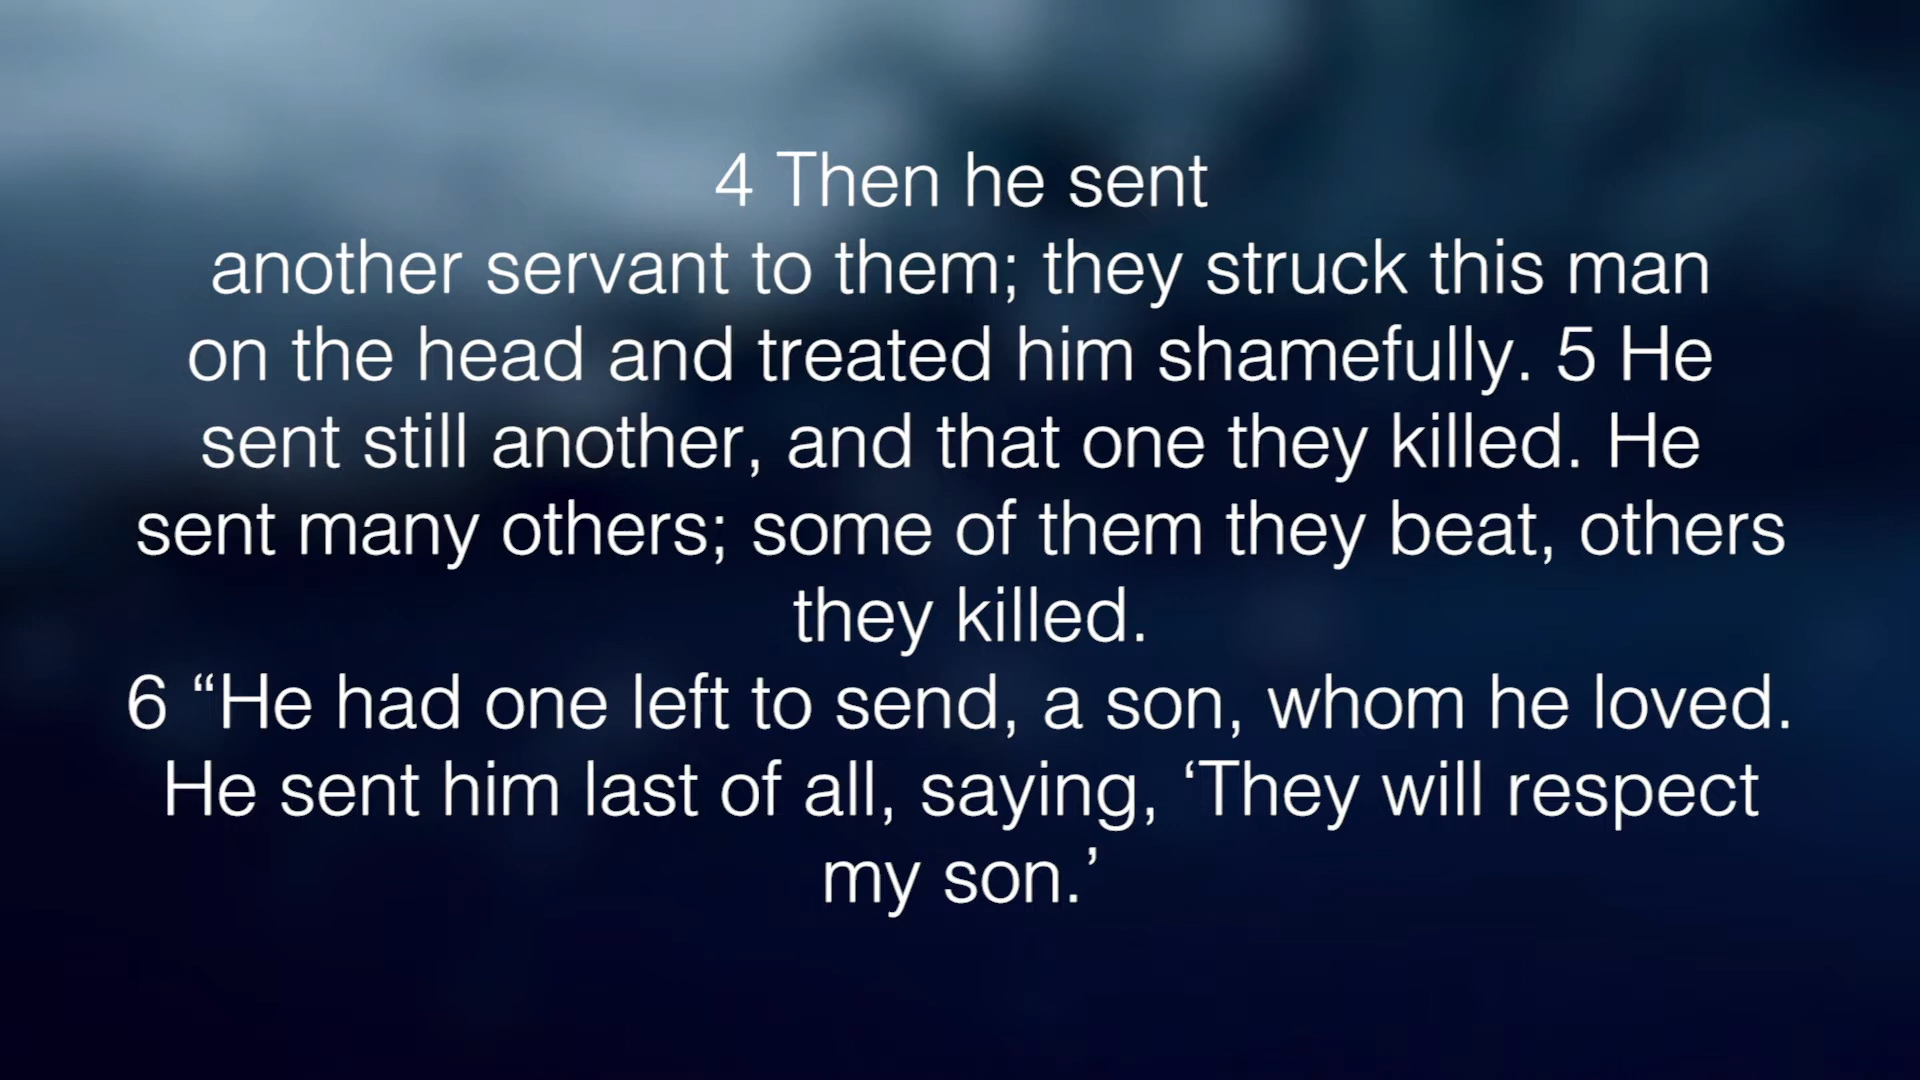 4 Then he sent
another servant to them; they struck this man
on the head and treated him shamefully. 5 He
sent still another, and that one they killed. He
sent many others; some of them they beat, others
they killed.
6 “He had one left to send, a son, whom he loved.
He sent him last of all, saying, ‘They will respect
my son.’